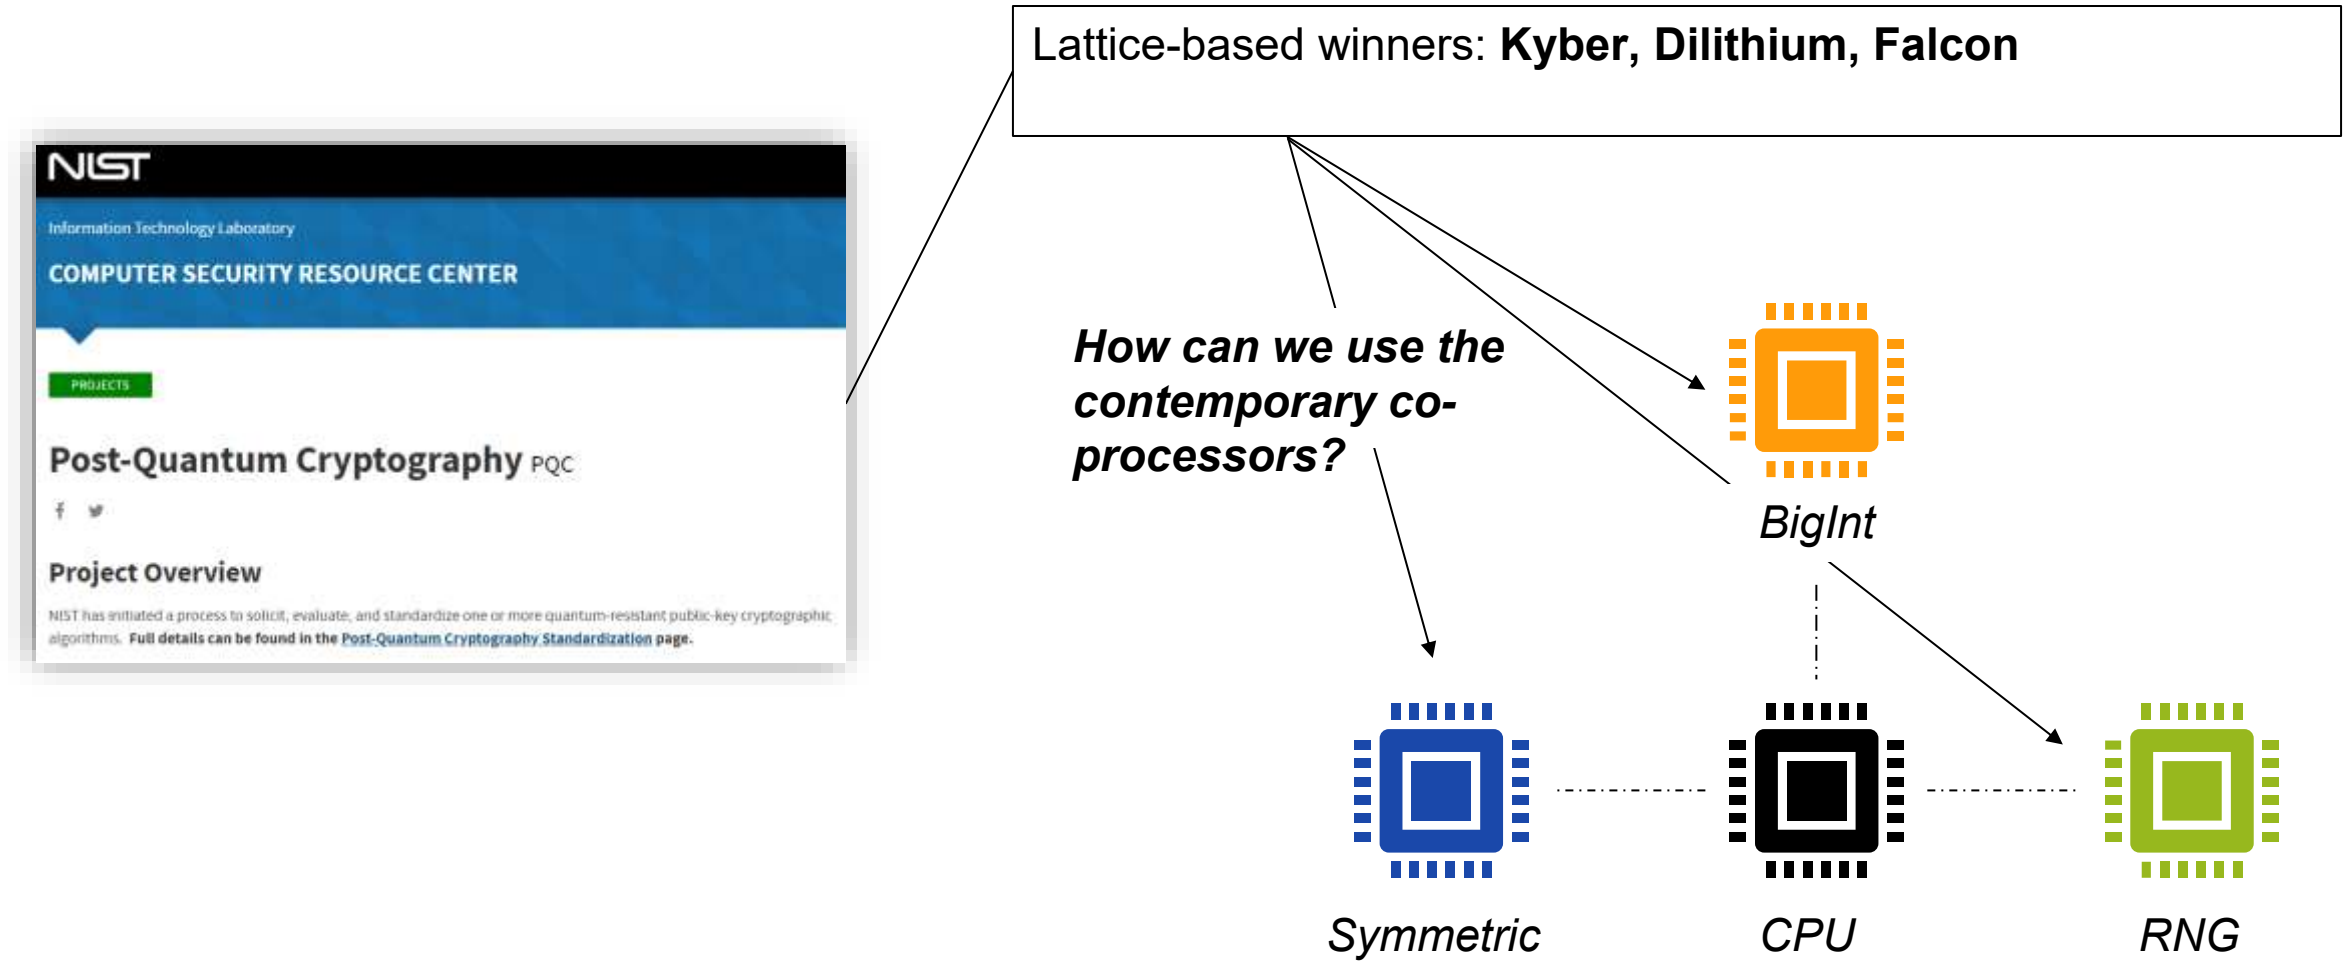 Lattice-based winners: Kyber, Dilithium, Falcon
NIST
Information Technology Laboratory
COMPUTER SECURITY RESOURCE CENTER
PROJECTS
Post-Quantum Cryptography PQC
Project Overview
NIST has initiated a process to solicit, evaluate, and standardize one or more quantum-resistant public-key cryptographic
algorithms. Full details can be found in the Post-Quantum Cryptography Standardization page.
How can we use the
contemporary co-
processors?
BigInt
Symmetric
CPU
RNG